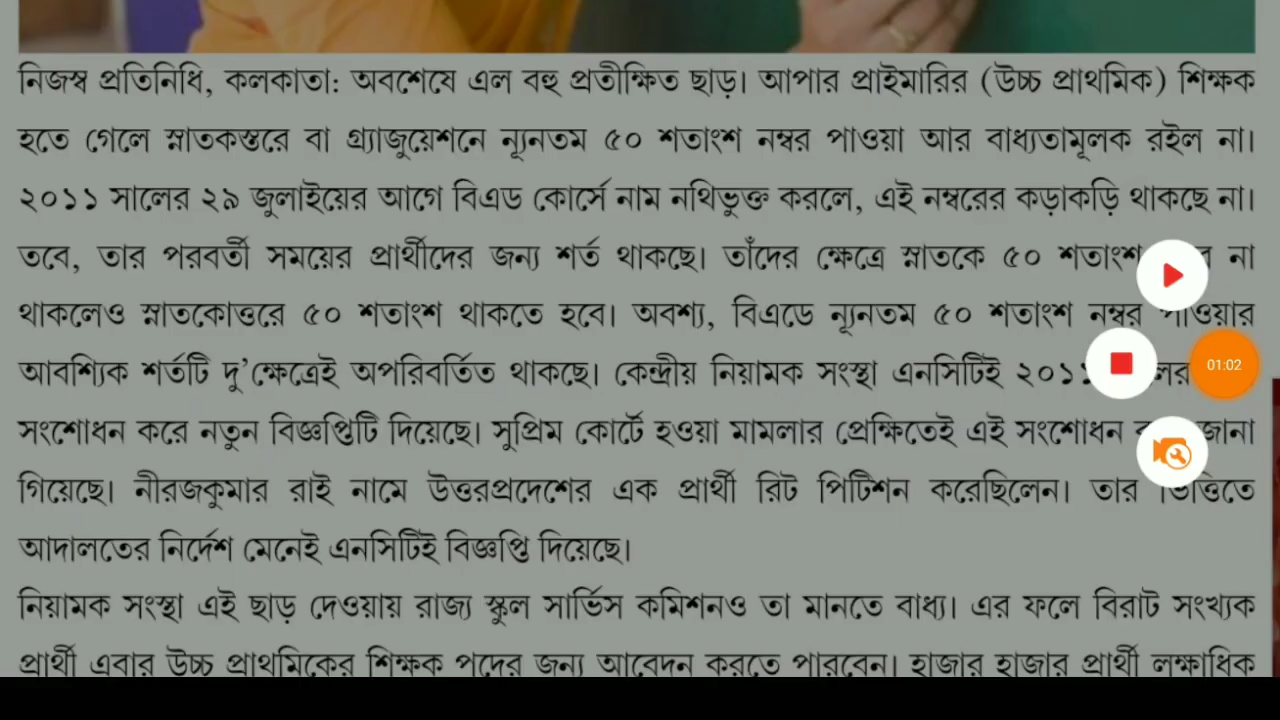 নিজস্ব প্রতিনিধি, কলকাতা: অবশেষে এল বহু প্রতীক্ষিত ছাড়। আপার প্রাইমারির (উচ্চ প্রাথমিক) শিক্ষক
হতে গেলে স্নাতকস্তরে বা গ্র্যাজুয়েশনে ন্যূনতম ৫০ শতাংশ নম্বর পাওয়া আর বাধ্যতামূলক রইল না।
২০১১ সালের ২৯ জুলাইয়ের আগে বিএড কোর্সে নাম নথিভুক্ত করলে, এই নম্বরের কড়াকড়ি থাকছে না।
তবে, তার পরবর্তী সময়ের প্রার্থীদের জন্য শর্ত থাকছে। তাঁদের ক্ষেত্রে স্নাতকে ৫০ শতাংশ না
থাকলেও স্নাতকোত্তরে ৫০ শতাংশ থাকতে হবে। অবশ্য, বিএডে ন্যূনতম ৫০ শতাংশ নম্বর পাওয়ার
আবশ্যিক শর্তটি দু'ক্ষেত্রেই অপরিবর্তিত থাকছে। কেন্দ্রীয় নিয়ামক সংস্থা এনসিটিই
01:02
সংশোধন করে নতুন বিজ্ঞপ্তিটি দিয়েছে। সুপ্রিম কোর্টে হওয়া মামলার প্রেক্ষিতেই এই সংশোধন জানা
গিয়েছে। নীরজকুমার রাই নামে উত্তরপ্রদেশের এক প্রার্থী রিট পিটিশন করেছিলেন। তার ভিত্তিতে
আদালতের নির্দেশ মেনেই এনসিটিই বিজ্ঞপ্তি দিয়েছে।
নিয়ামক সংস্থা এই ছাড় দেওয়ায় রাজ্য স্কুল সার্ভিস কমিশনও তা মানতে বাধ্য। এর ফলে বিরাট সংখ্যক
প্রার্থী এবার উচ্চ প্রাথমিকের শিক্ষক পদের জন্য আবেদন করতে পারবেন। হাজার হাজার প্রার্থী লক্ষাধিক